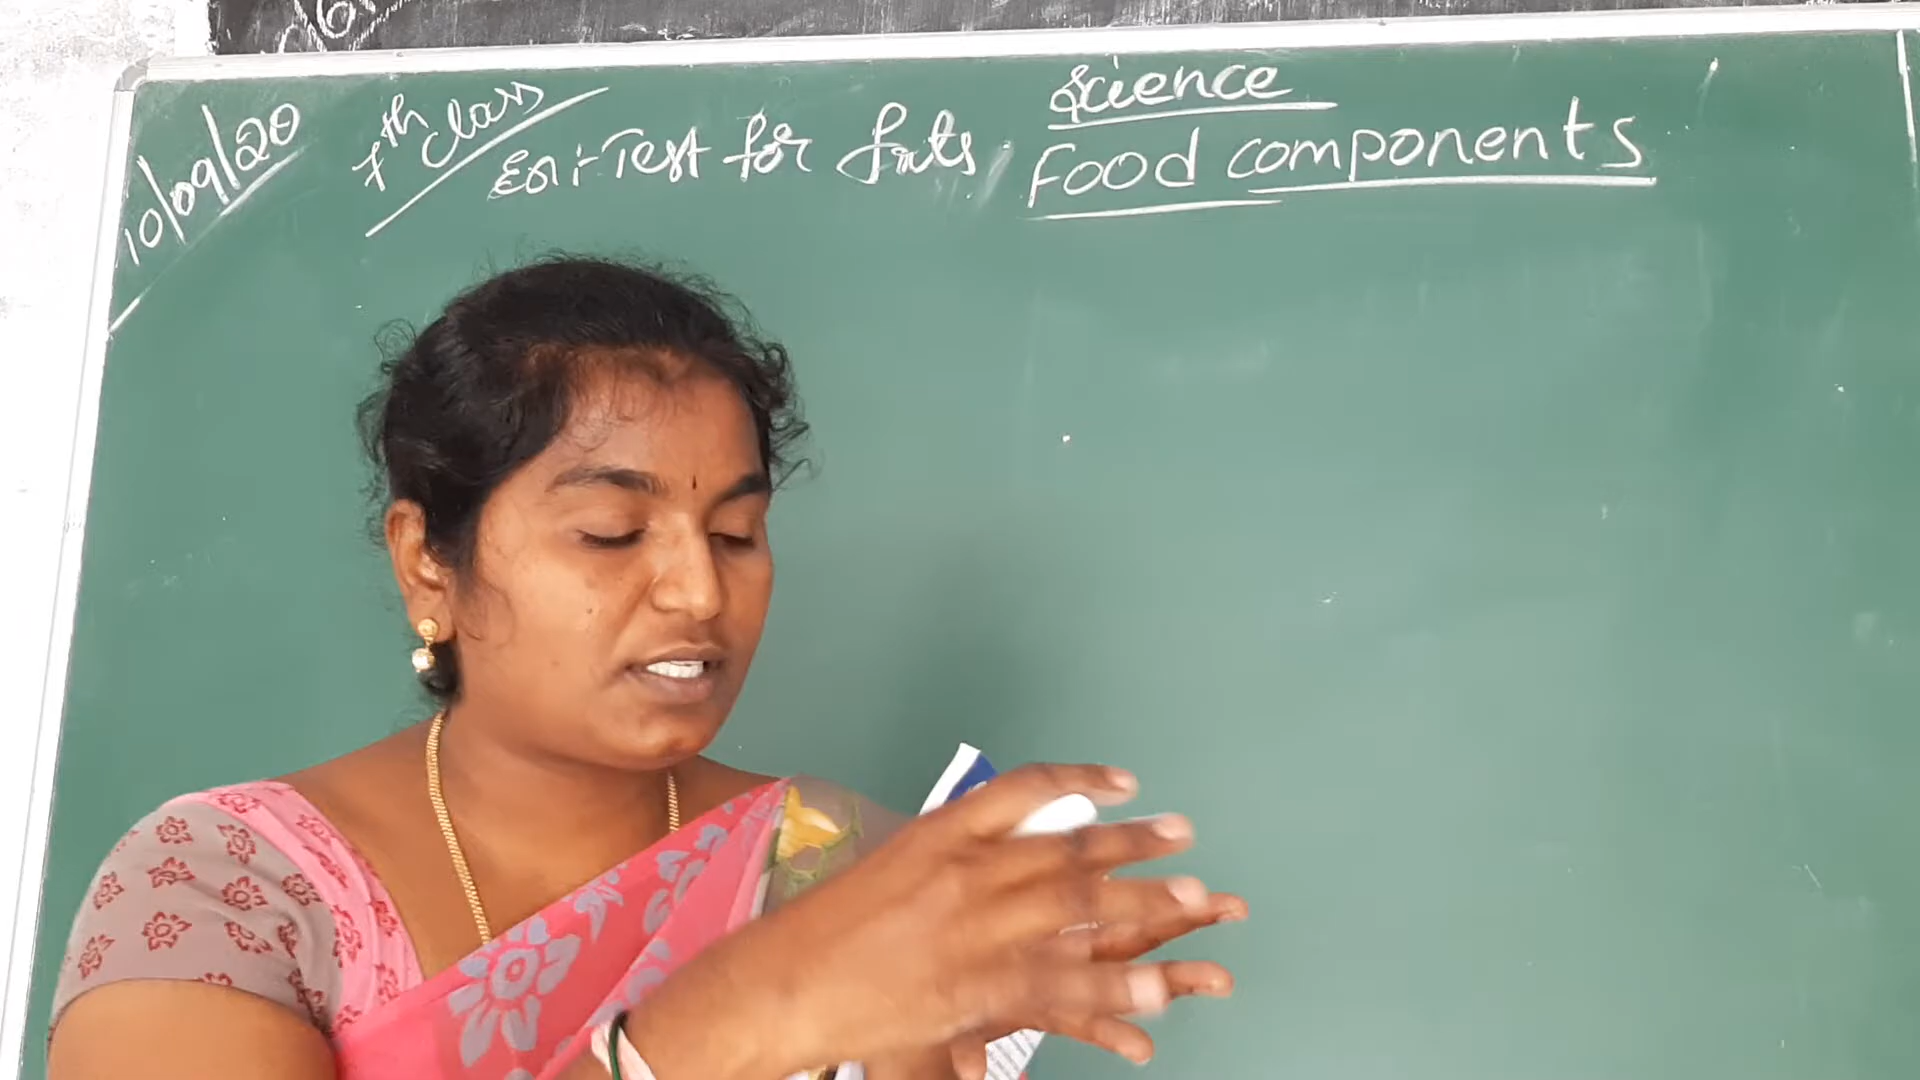 Science
10/09/20
7th class
Test for fats
Food components